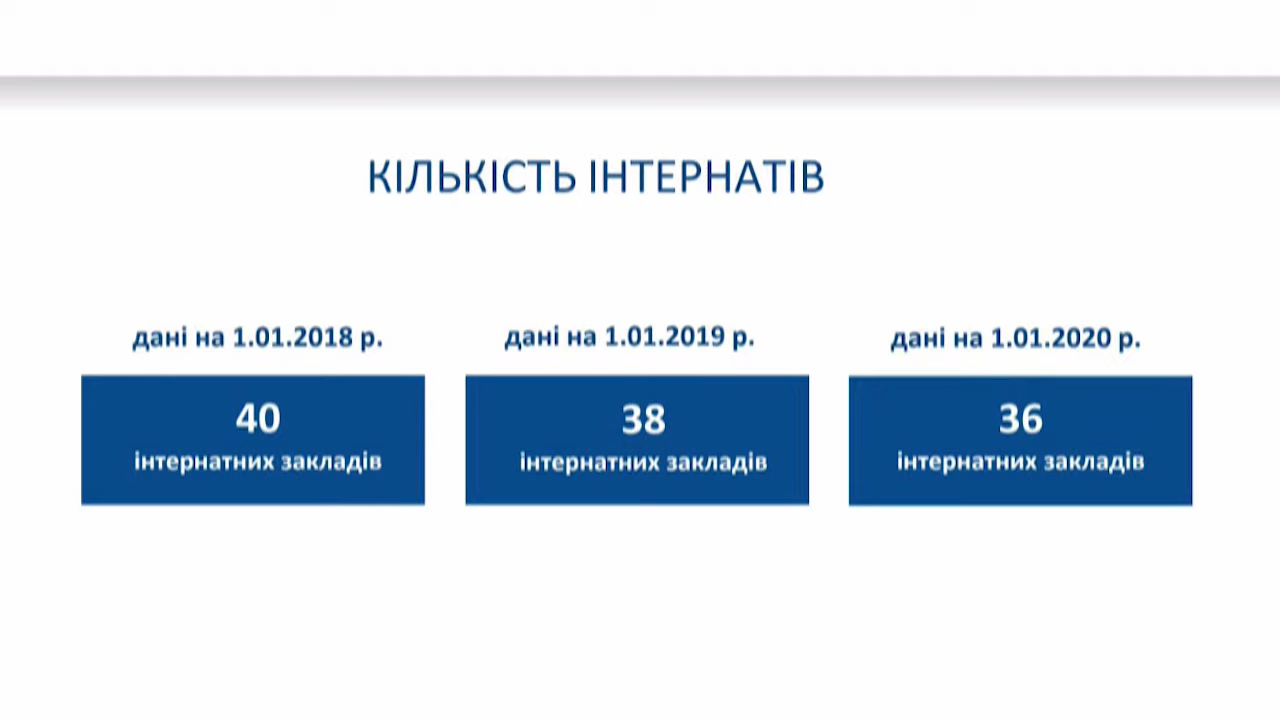 КІЛЬКІСТЬ ІНТЕРНАТІВ
дані на 1.01.2018 р.
40
інтернатних закладів
дані на 1.01.2019 р.
38
інтернатних закладів
дані на 1.01.2020 р.
36
інтернатних закладів